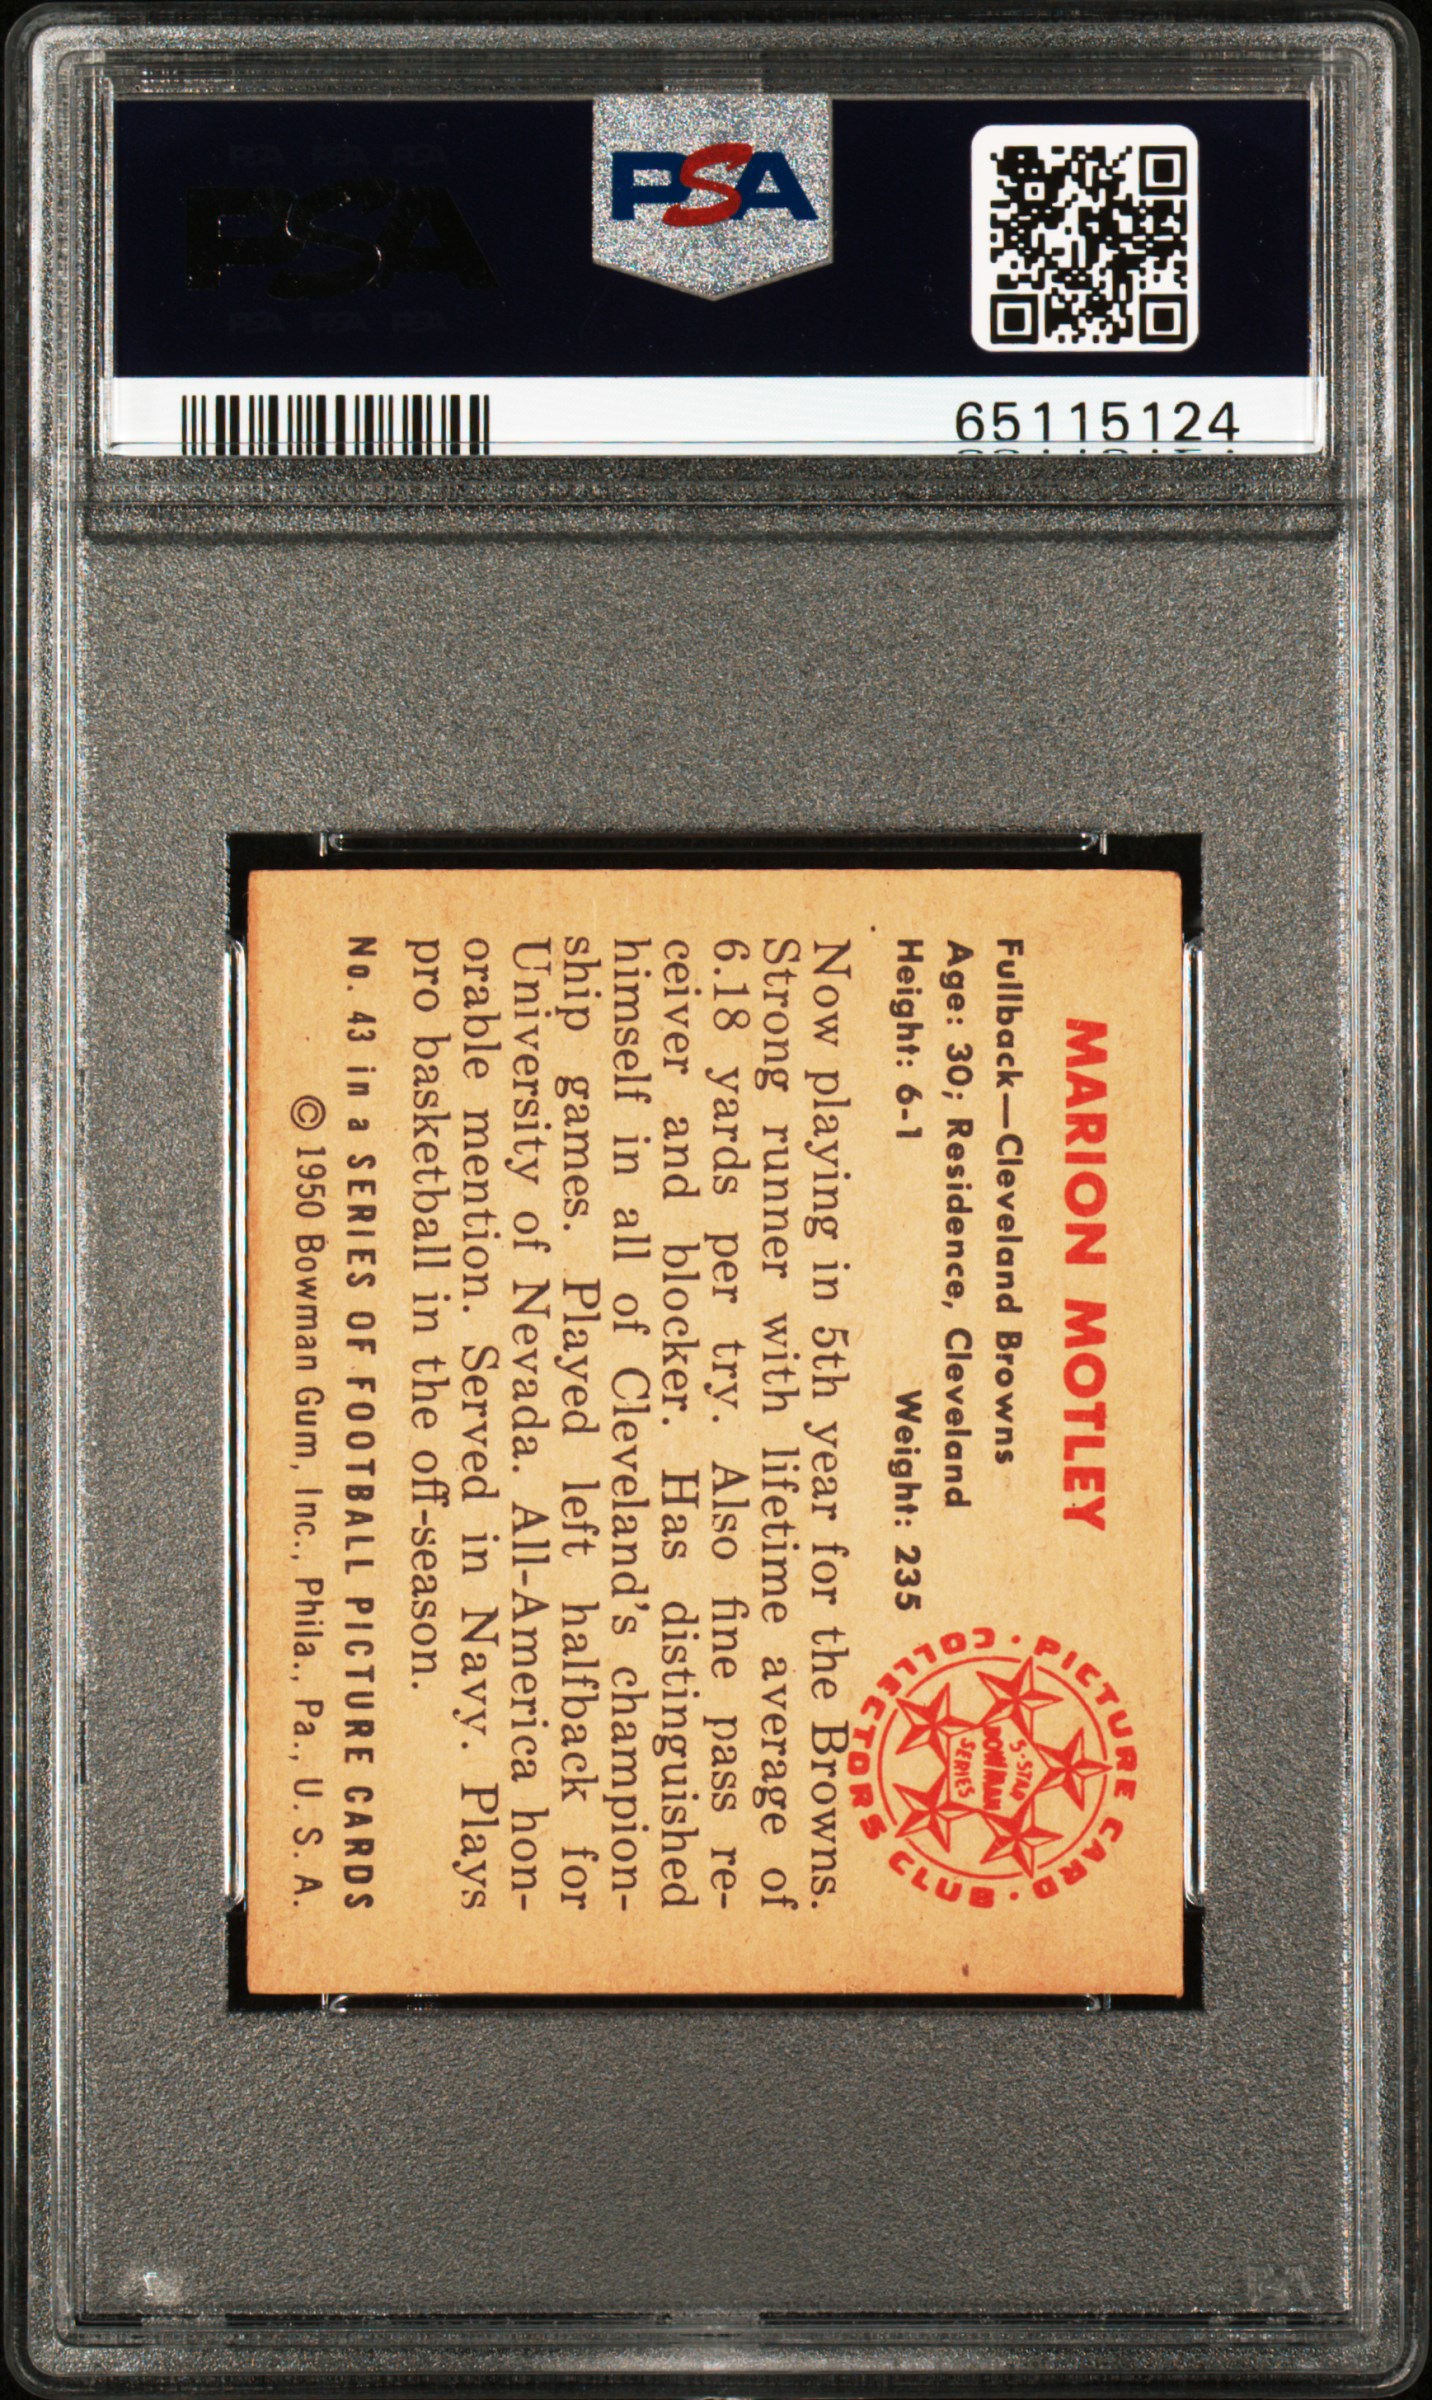 PSA
PSA
65115124
MARION MOTLEY
Fullback—Cleveland Browns
Age: 30; Residence, Cleveland
Height: 6-1 Weight: 235
PICTURE CARD COLLECTORS CLUB
5-STAR
BOWMAN
SERIES
Now playing in 5th year for the Browns.
Strong runner with lifetime average of
6.18 yards per try. Also fine pass re-
ceiver and blocker. Has distinguished
himself in all of Cleveland's champion-
ship games. Played left halfback for
University of Nevada. All-America hon-
orable mention. Served in Navy. Plays
pro basketball in the off-season.
No. 43 in a SERIES OF FOOTBALL PICTURE CARDS
©1950 Bowman Gum, Inc., Phila., Pa., U. S. A.